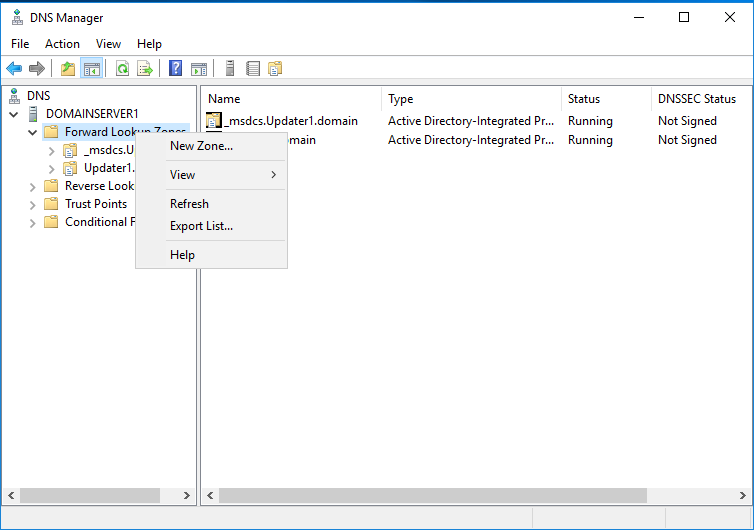 DNS Manager
File Action View Help
DNS
DOMAINSERVER1
Forward Lookup Zones
_msdcs.U
Updater1.
Reverse Look
Trust Points
Conditional F
New Zone...
View
Refresh
Export List...
Help
Name Type Status DNSSEC Status
_msdcs.Updater1.domain Active Directory-Integrated Pr... Running Not Signed
main Active Directory-Integrated Pr... Running Not Signed